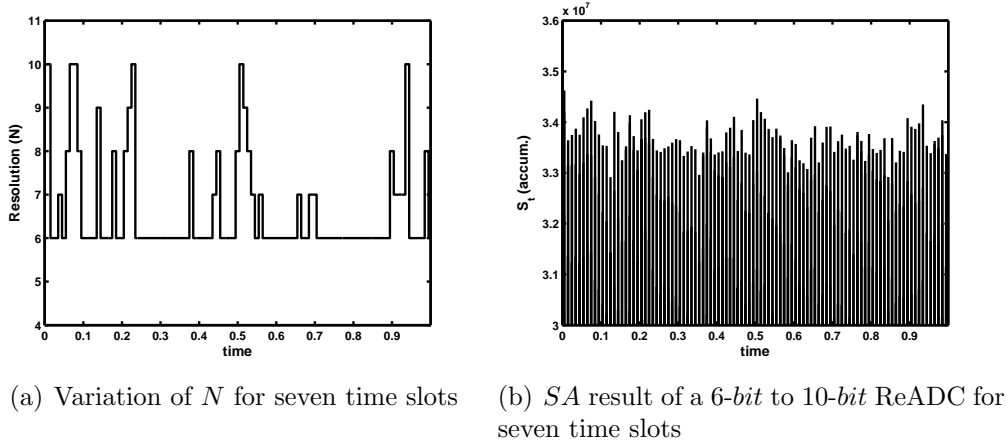 11
10
9
8
7
6
5
4
Resolution (N)
0 0.1 0.2 0.3 0.4 0.5 0.6 0.7 0.8 0.9
time
(a) Variation of N for seven time slots
x 10^7
3.6
3.5
3.4
3.3
3.2
3.1
3
S_t (accum.)
0 0.1 0.2 0.3 0.4 0.5 0.6 0.7 0.8 0.9
time
(b) SA result of a 6-bit to 10-bit ReADC for
seven time slots